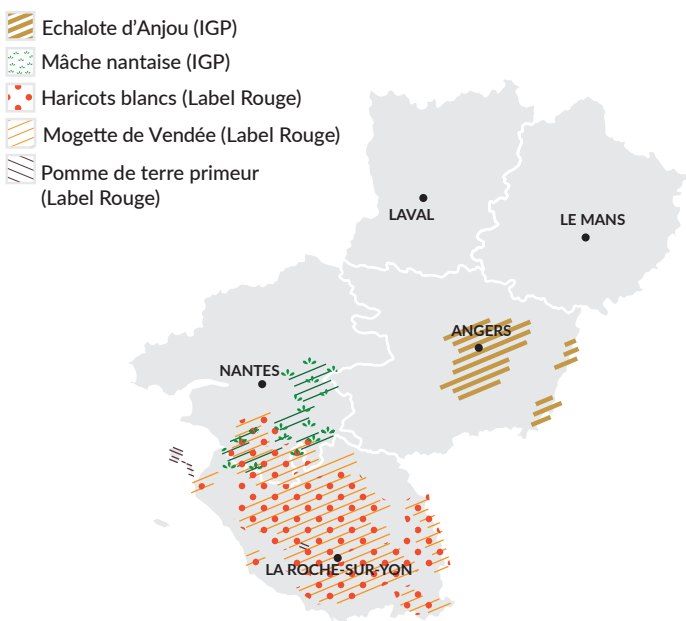 Echalote d'Anjou (IGP)
Mâche nantaise (IGP)
Haricots blancs (Label Rouge)
Mogette de Vendée (Label Rouge)
Pomme de terre primeur
(Label Rouge)
LAVAL
LE MANS
ANGERS
NANTES
LA ROCHE-SUR-YON